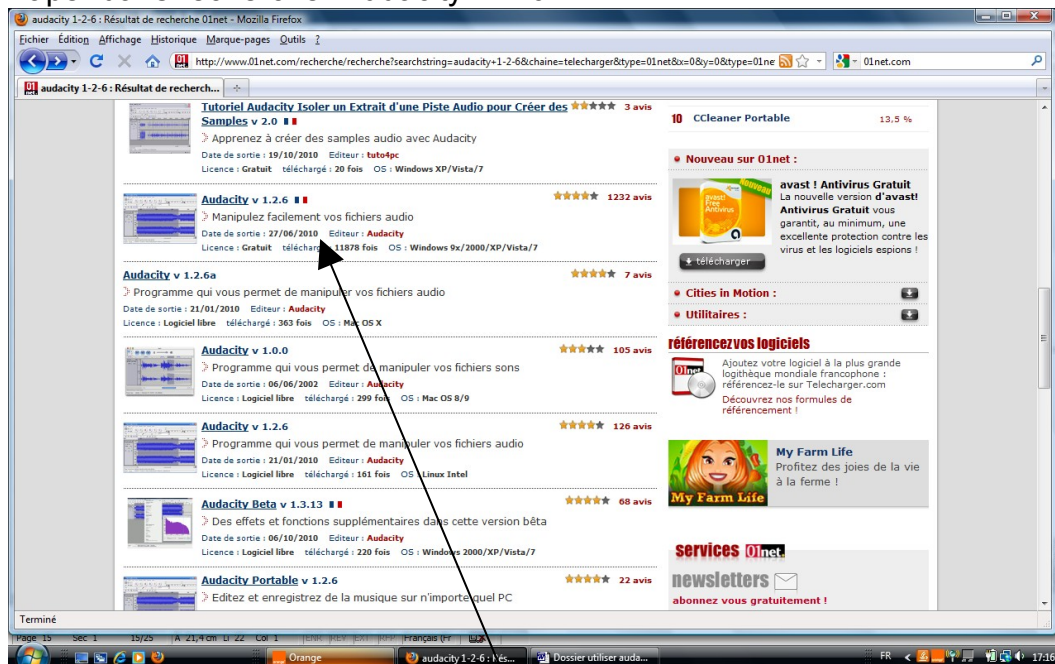 audacity 1-2-6 : Résultat de recherche 01net - Mozilla Firefox
Eichier Édition Affichage Historique Marque-pages Outils ?
http://www.01net.com/recherche/recherche?searchstring=audacity+1-2-6&chaine=telecharger&type=01net&x=0&y=0&type=01ne
01net.com
audacity 1-2-6 : Résultat de recherch...
Tutoriel Audacity Isoler un Extrait d'une Piste Audio pour Créer des 3 avis
Samples v 2.0
Apprenez à créer des samples audio avec Audacity
Date de sortie : 19/10/2010 Editeur : tuto4pc
Licence : Gratuit téléchargé : 20 fois OS : Windows XP/Vista/7
Audacity v 1.2.6 1232 avis
Manipulez facilement vos fichiers audio
Date de sortie : 27/06/2010 Editeur : Audacity
Licence : Gratuit téléchargé : 11878 fois OS : Windows 9x/2000/XP/Vista/7
Audacity v 1.2.6a 7 avis
Programme qui vous permet de manipuler vos fichiers audio
Date de sortie : 21/01/2010 Editeur : Audacity
Licence : Logiciel libre téléchargé : 363 fois OS : Mac OS X
Audacity v 1.0.0 105 avis
Programme qui vous permet de manipuler vos fichiers sons
Date de sortie : 06/06/2002 Editeur : Audacity
Licence : Logiciel libre téléchargé : 299 fois OS : Mac OS 8/9
Audacity v 1.2.6 126 avis
Programme qui vous permet de manipuler vos fichiers audio
Date de sortie : 21/01/2010 Editeur : Audacity
Licence : Logiciel libre téléchargé : 161 fois OS : Linux Intel
Audacity Beta v 1.3.13 68 avis
Des effets et fonctions supplémentaires dans cette version bêta
Date de sortie : 06/10/2010 Editeur : Audacity
Licence : Logiciel libre téléchargé : 220 fois OS : Windows 2000/XP/Vista/7
Audacity Portable v 1.2.6 22 avis
Editez et enregistrez de la musique sur n'importe quel PC
10 CCleaner Portable 13,5 %
Nouveau sur 01net :
avast ! Antivirus Gratuit
La nouvelle version d'avast!
Antivirus Gratuit vous
garantit, au minimum, une
excellente protection contre les
virus et les logiciels espions !
télécharger
Cities in Motion :
Utilitaires :
référencez vos logiciels
Ajoutez votre logiciel à la plus grande
logithèque mondiale francophone :
référencez-le sur Telecharger.com
Découvrez nos formules de
référencement !
My Farm Life
My Farm Life
Profitez des joies de la vie
à la ferme !
services 01net.
newsletters
abonnez vous gratuitement !
Terminé
Page 15 Sec 1 15/25 À 21,4 cm Li 22 Col 1 ENR REV EXT RFP Français (Fr
Orange
audacity 1-2-6 : Rés...
Dossier utiliser auda...
FR
17:16